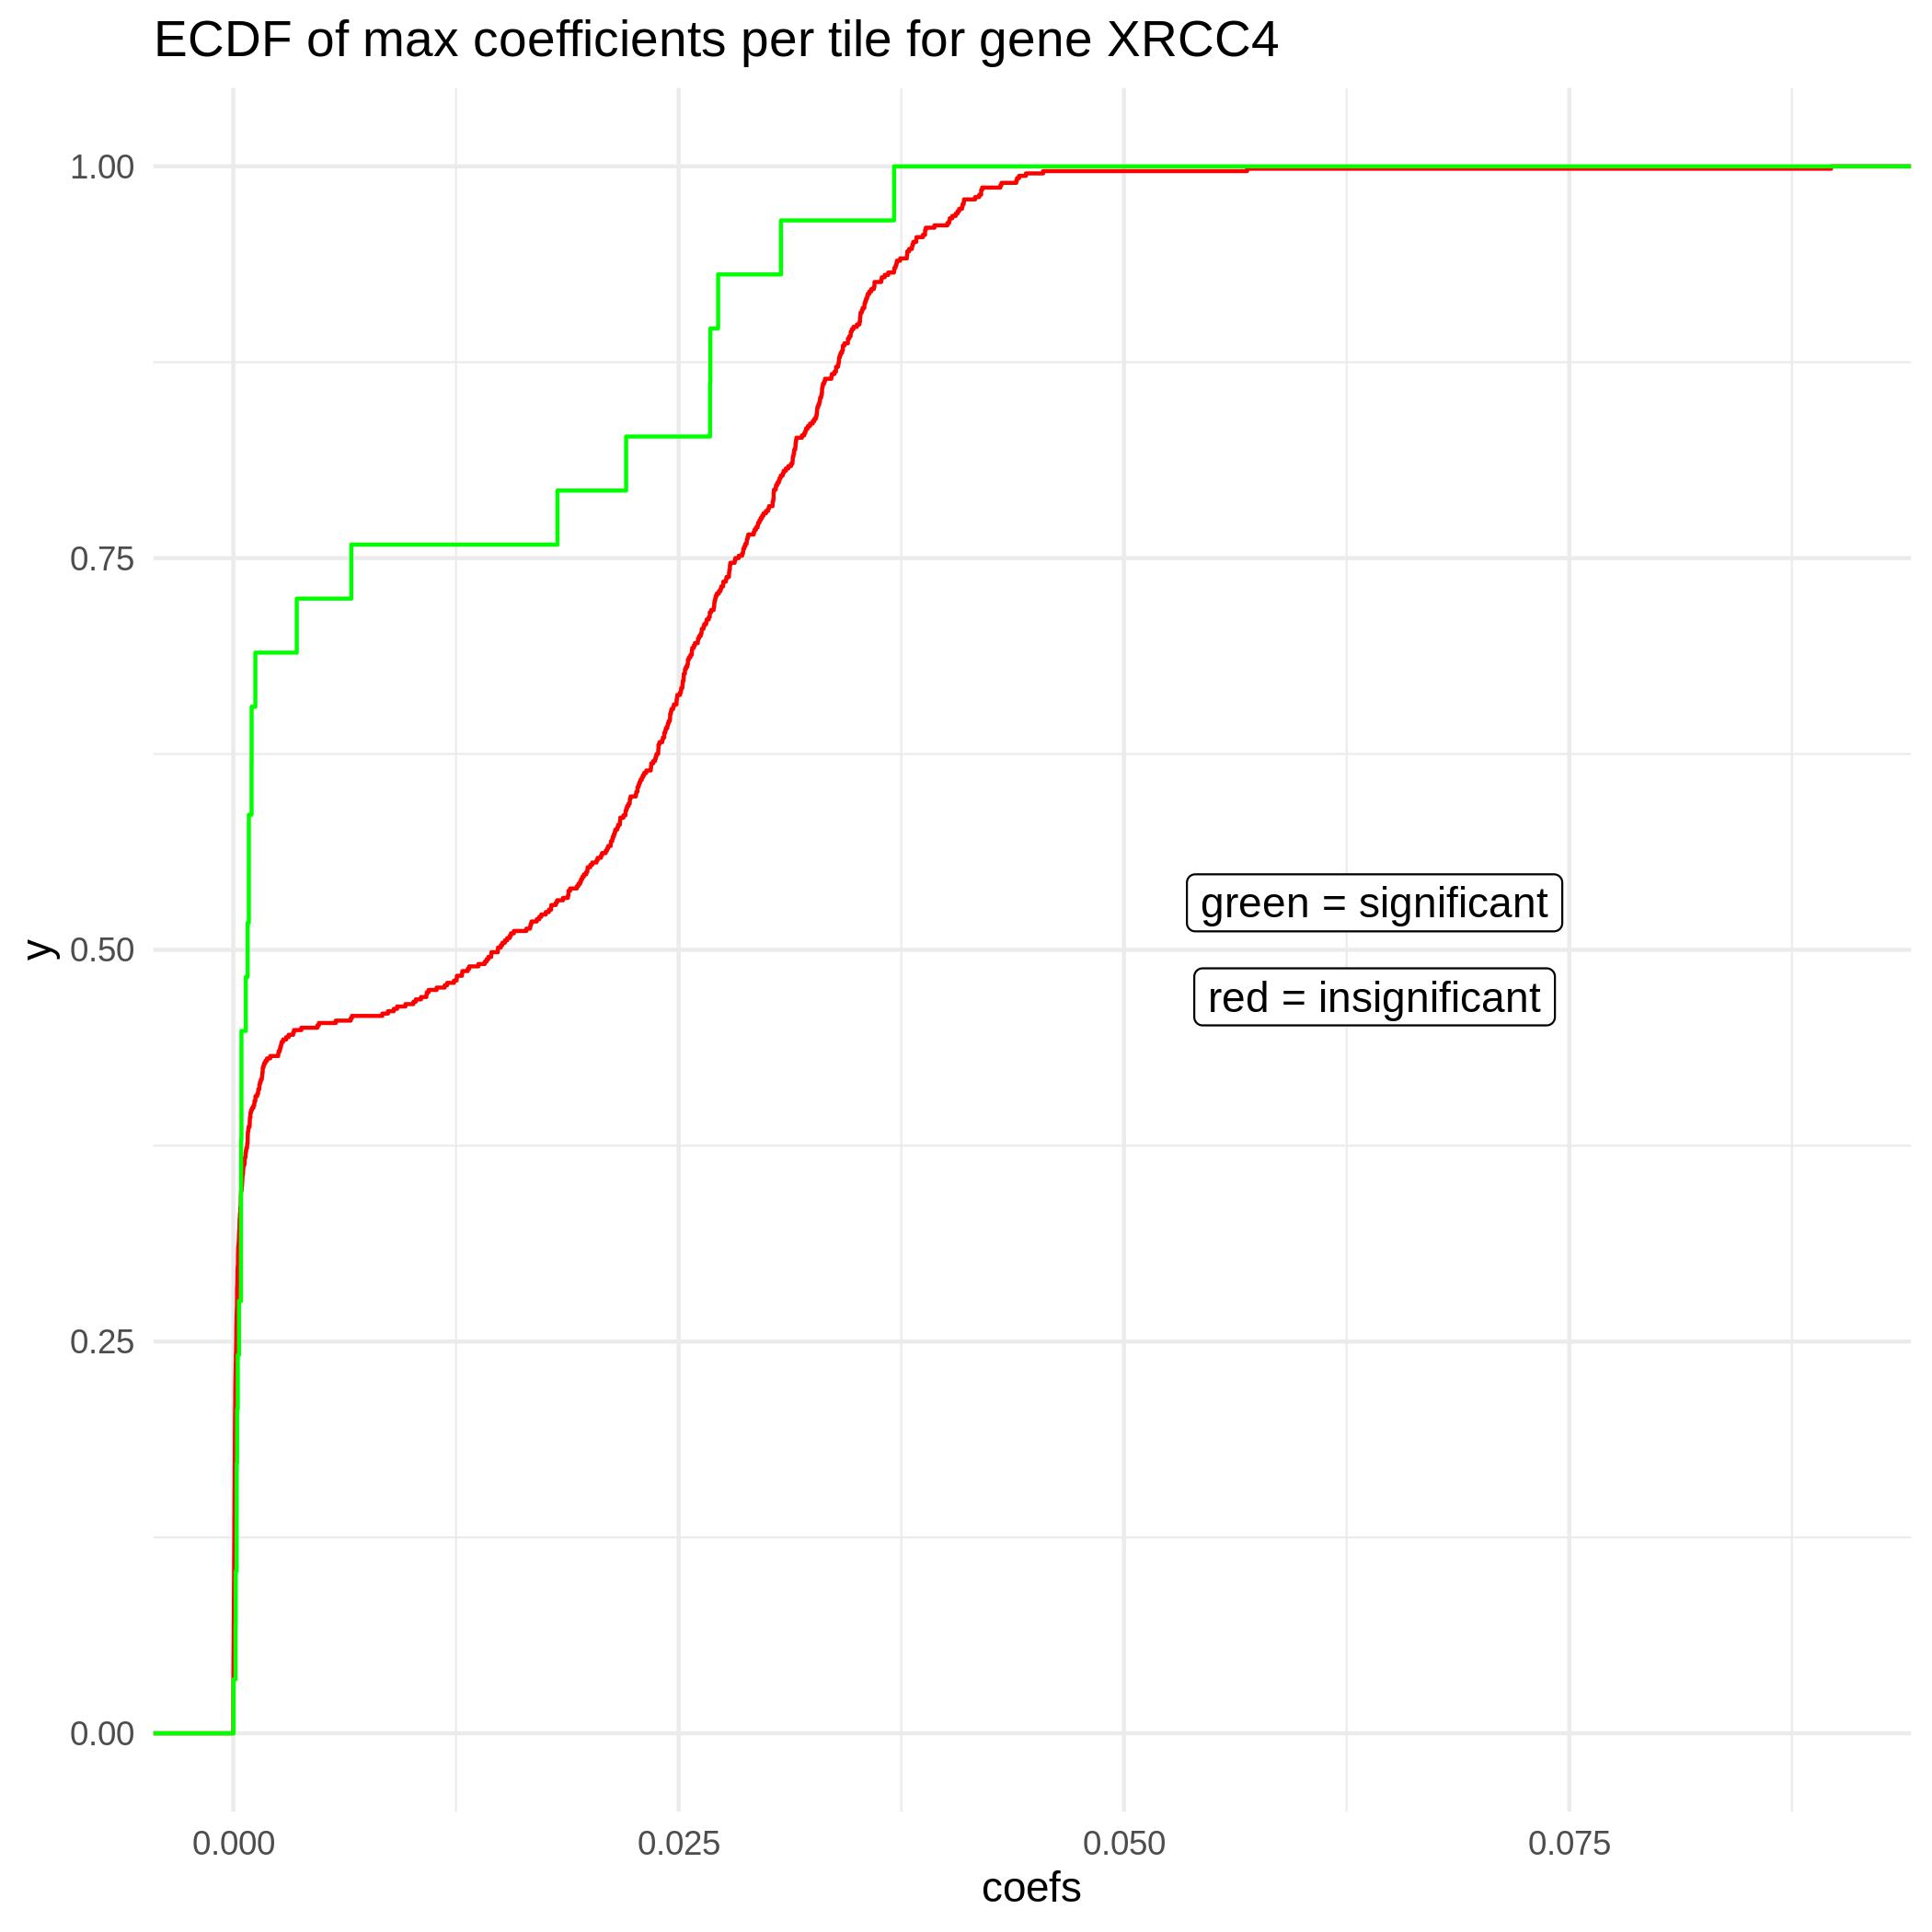 ECDF of max coefficients per tile for gene XRCC4
1.00
0.75
0.50
0.25
0.00
y
green = significant
red = insignificant
0.000 0.025 0.050 0.075
coefs